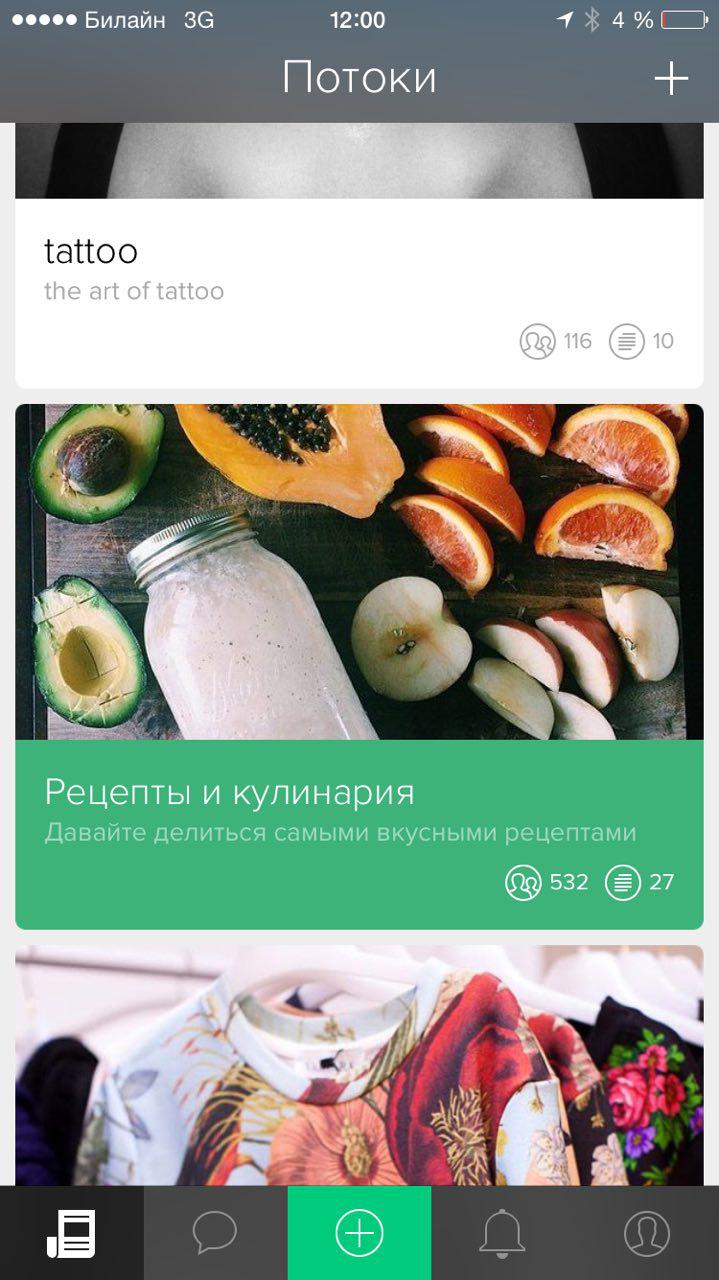 Билайн 3G 12:00 4 %
Потоки
tattoo
the art of tattoo
116 10
Рецепты и кулинария
Давайте делиться самыми вкусными рецептами
532 27